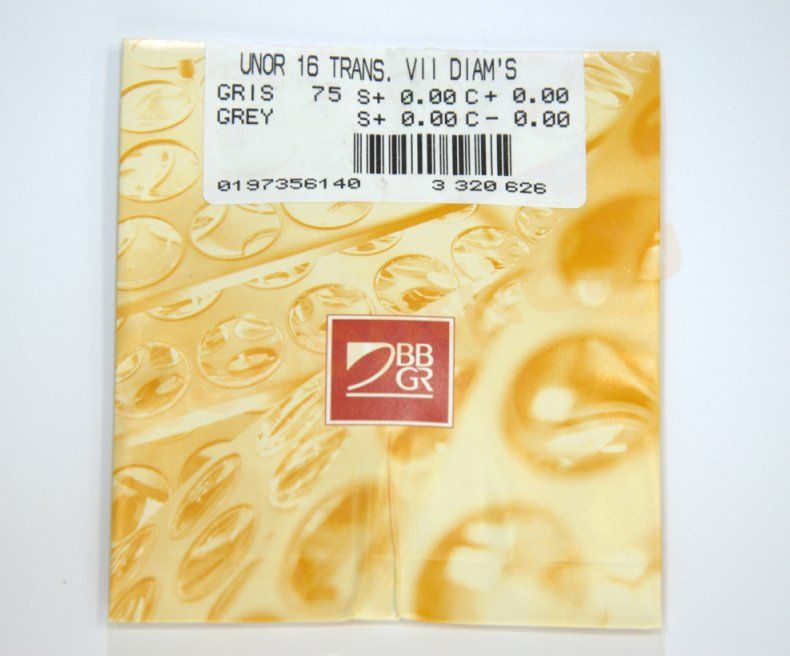 UNOR 16 TRANS. VII DIAM'S
GRIS 75 S+ 0.00 C+ 0.00
GREY S+ 0.00 C- 0.00
0197356140 3 320 626
BB
GR